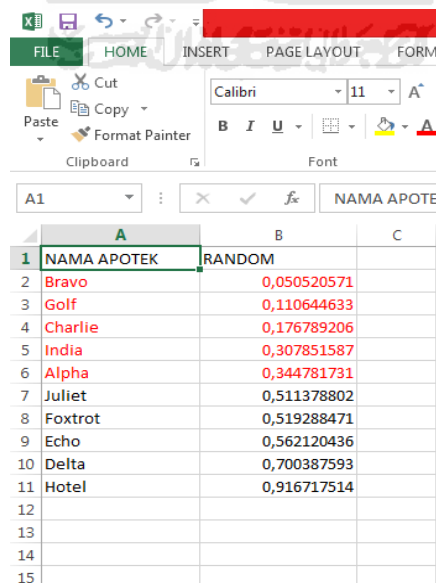 FILE HOME INSERT PAGE LAYOUT FORM
Cut
Copy
Paste
Format Painter
Clipboard
Calibri 11 A
B I U A
Font
A1 fx NAMA APOTE
A B C
1 NAMA APOTEK RANDOM
2 Bravo 0,050520571
3 Golf 0,110644633
4 Charlie 0,176789206
5 India 0,307851587
6 Alpha 0,344781731
7 Juliet 0,511378802
8 Foxtrot 0,519288471
9 Echo 0,562120436
10 Delta 0,700387593
11 Hotel 0,916717514
12
13
14
15